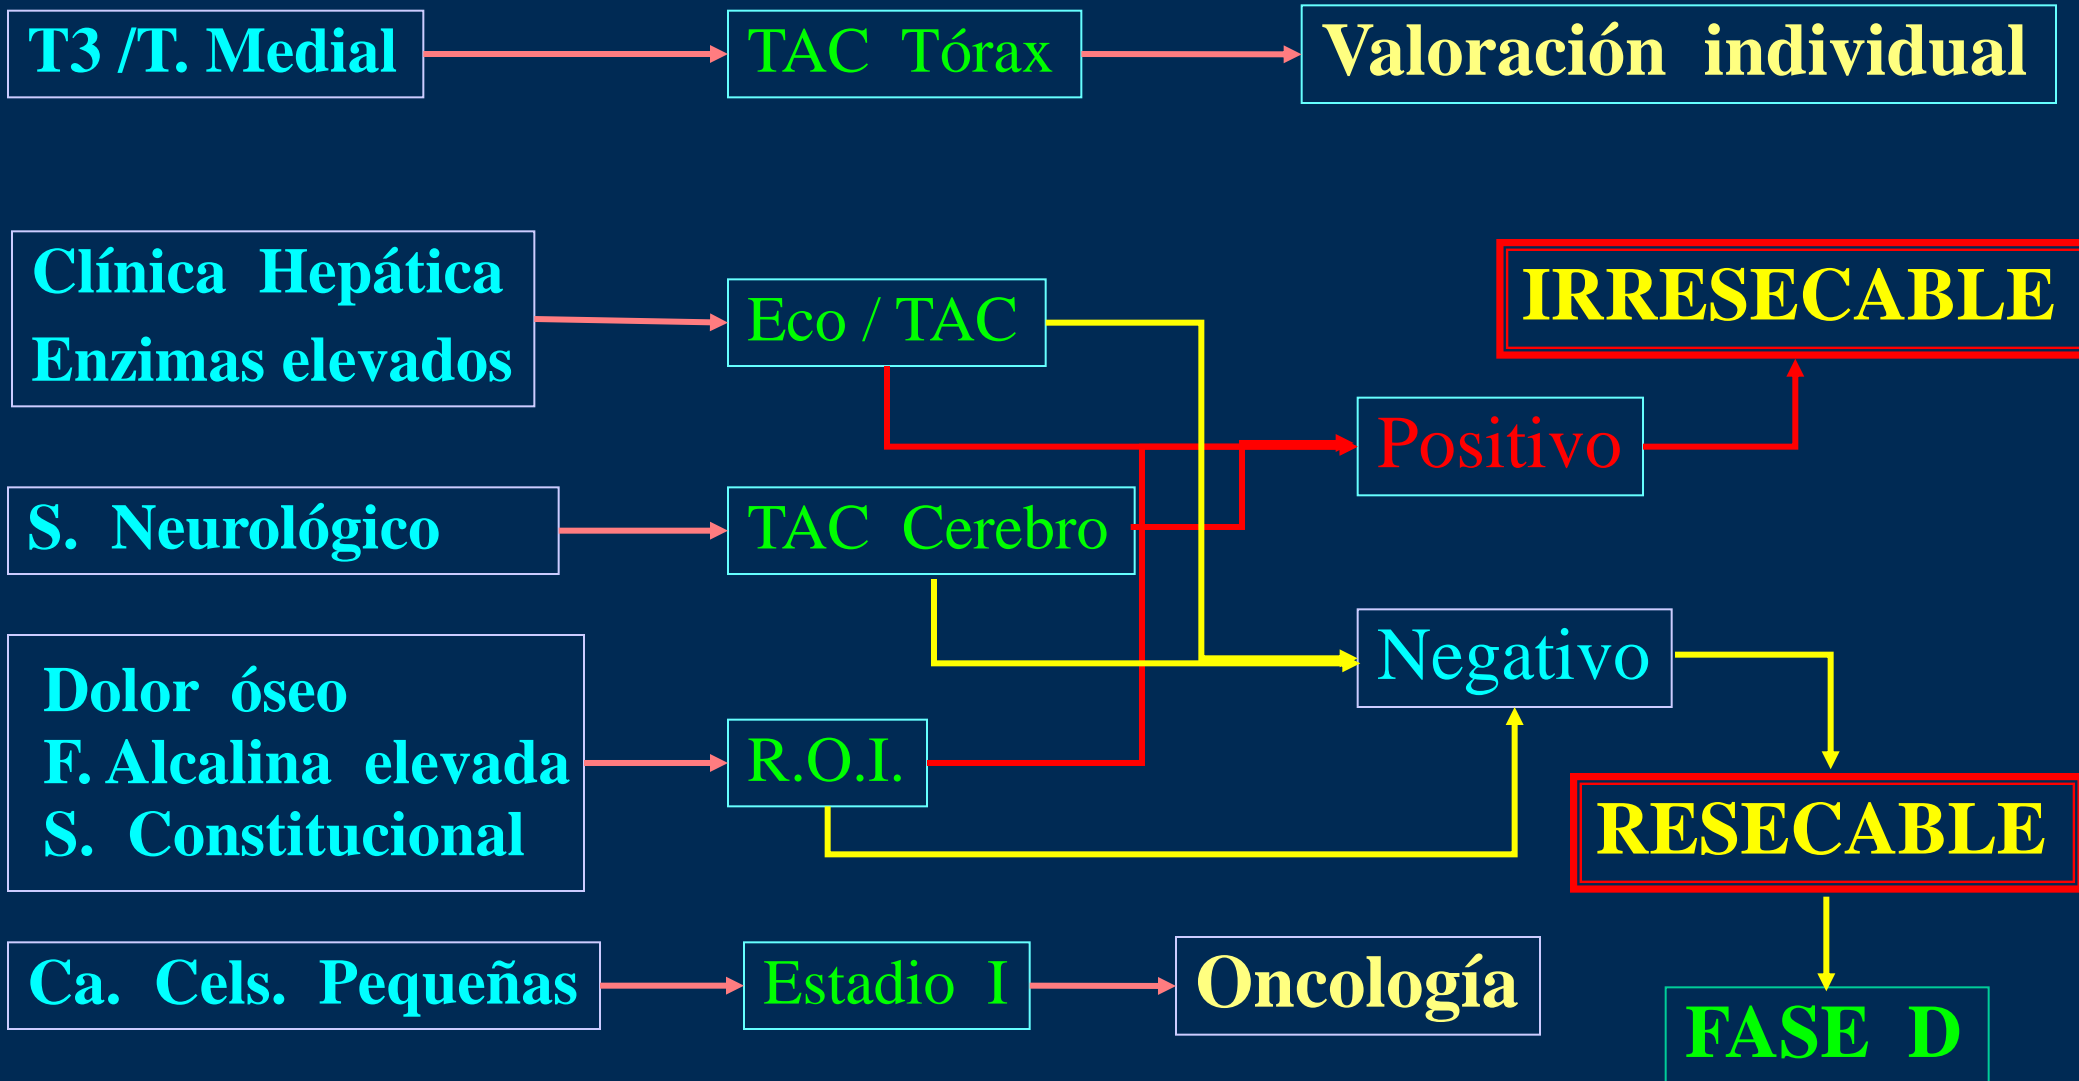 T3 /T. Medial
TAC Tórax
Valoración individual
Clínica Hepática
Enzimas elevados
Eco / TAC
IRRESECABLE
Positivo
S. Neurológico
TAC Cerebro
Negativo
Dolor óseo
F. Alcalina elevada
S. Constitucional
R.O.I.
RESECABLE
Ca. Cels. Pequeñas
Estadio I
Oncología
FASE D